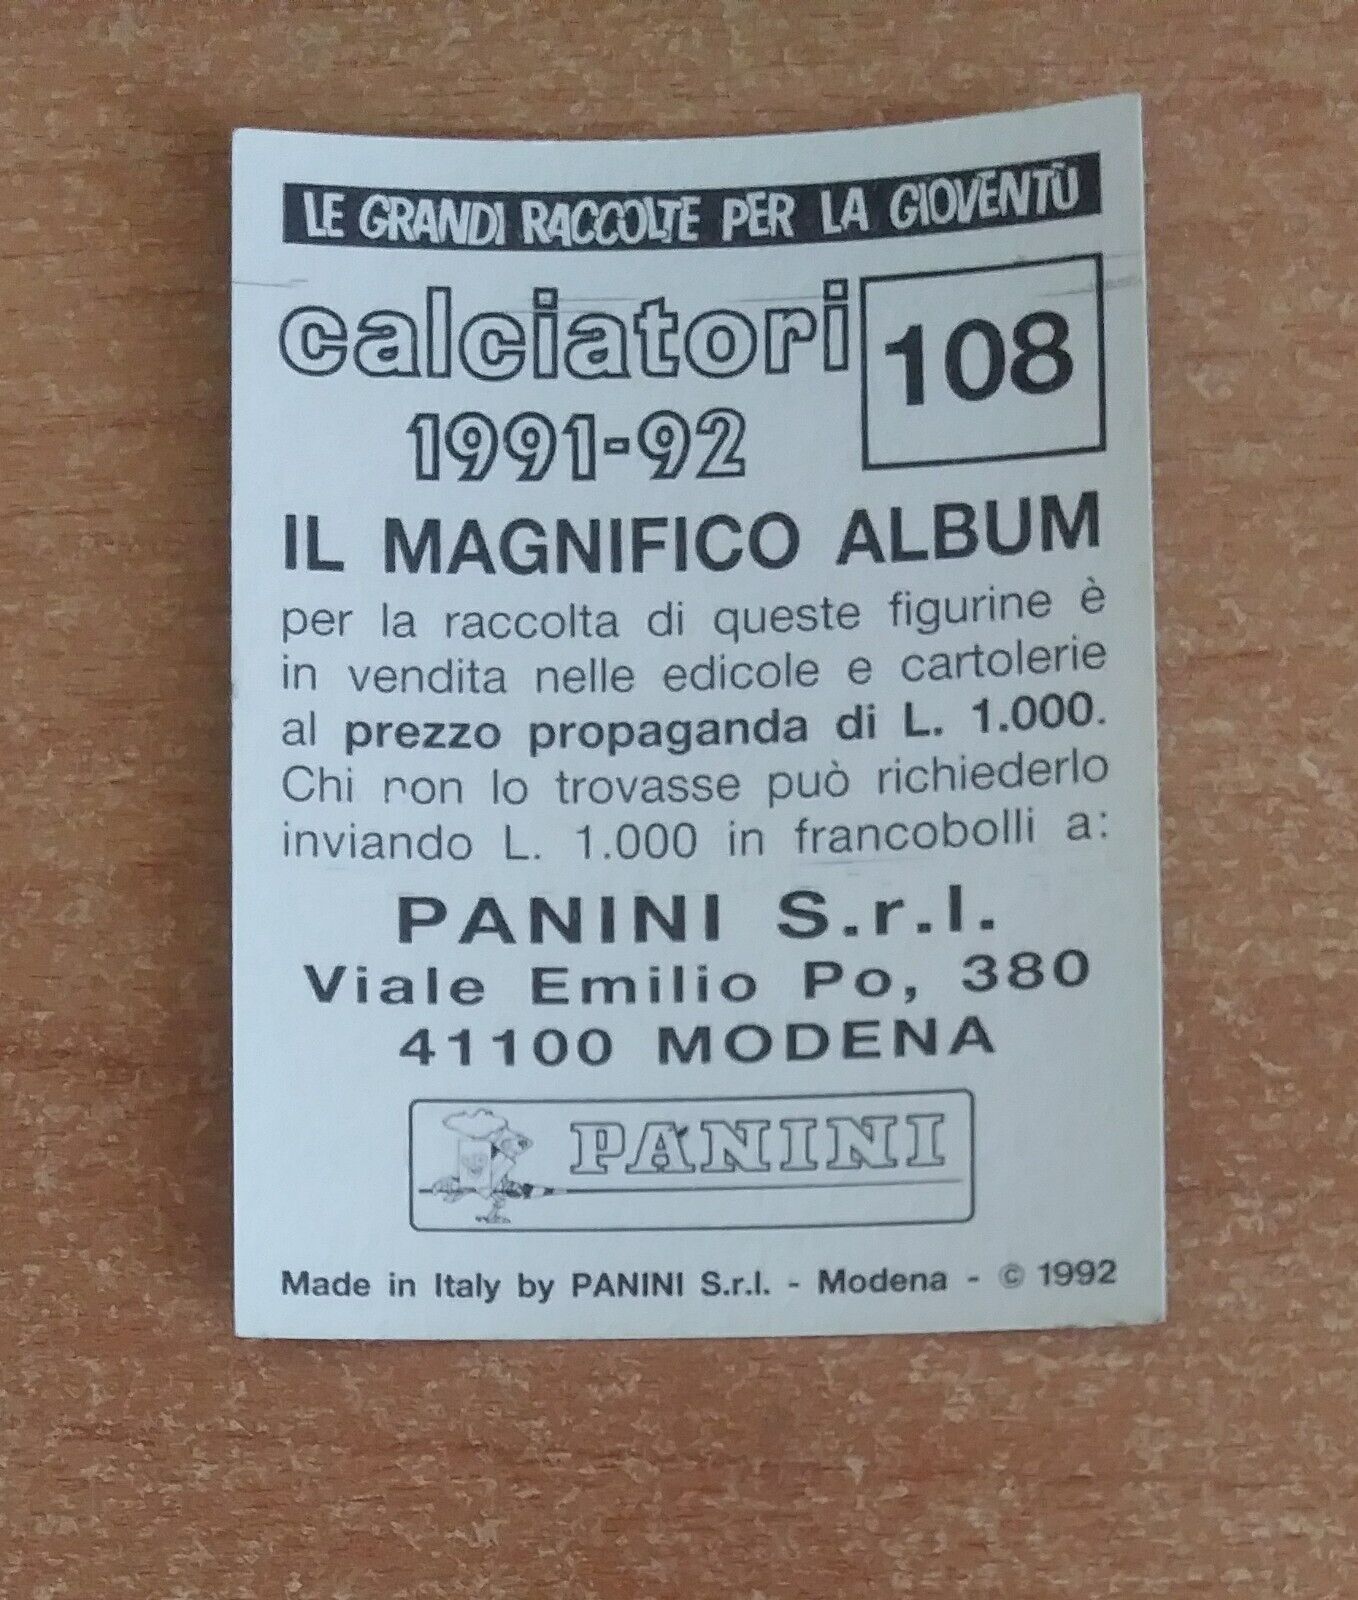 LE GRANDI RACCOLTE PER LA GIOVENTÙ
calciatori
1991-92
108
IL MAGNIFICO ALBUM
per la raccolta di queste figurine è
in vendita nelle edicole e cartolerie
al prezzo propaganda di L. 1.000.
Chi non lo trovasse può richiederlo
inviando L. 1.000 in francobolli a:
PANINI S.r.l.
Viale Emilio Po, 380
41100 MODENA
PANINI
Made in Italy by PANINI S.r.l. - Modena - © 1992